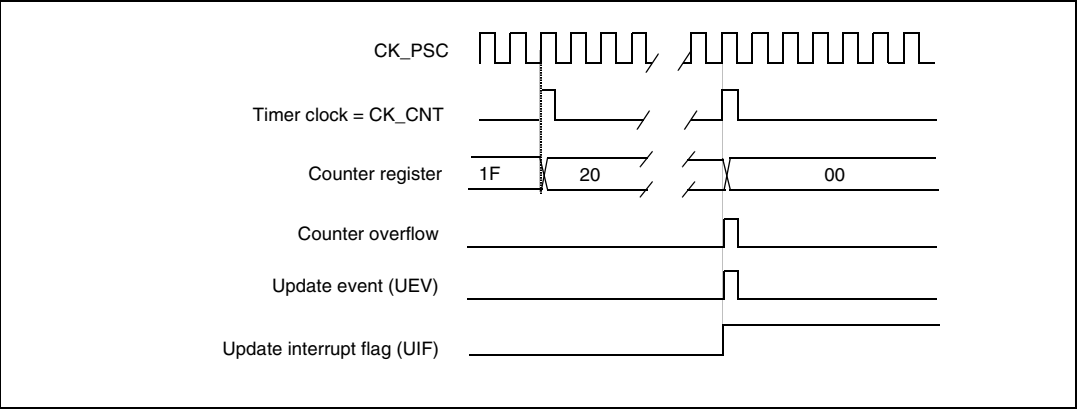 CK_PSC
Timer clock = CK_CNT
Counter register 1F 20 00
Counter overflow
Update event (UEV)
Update interrupt flag (UIF)